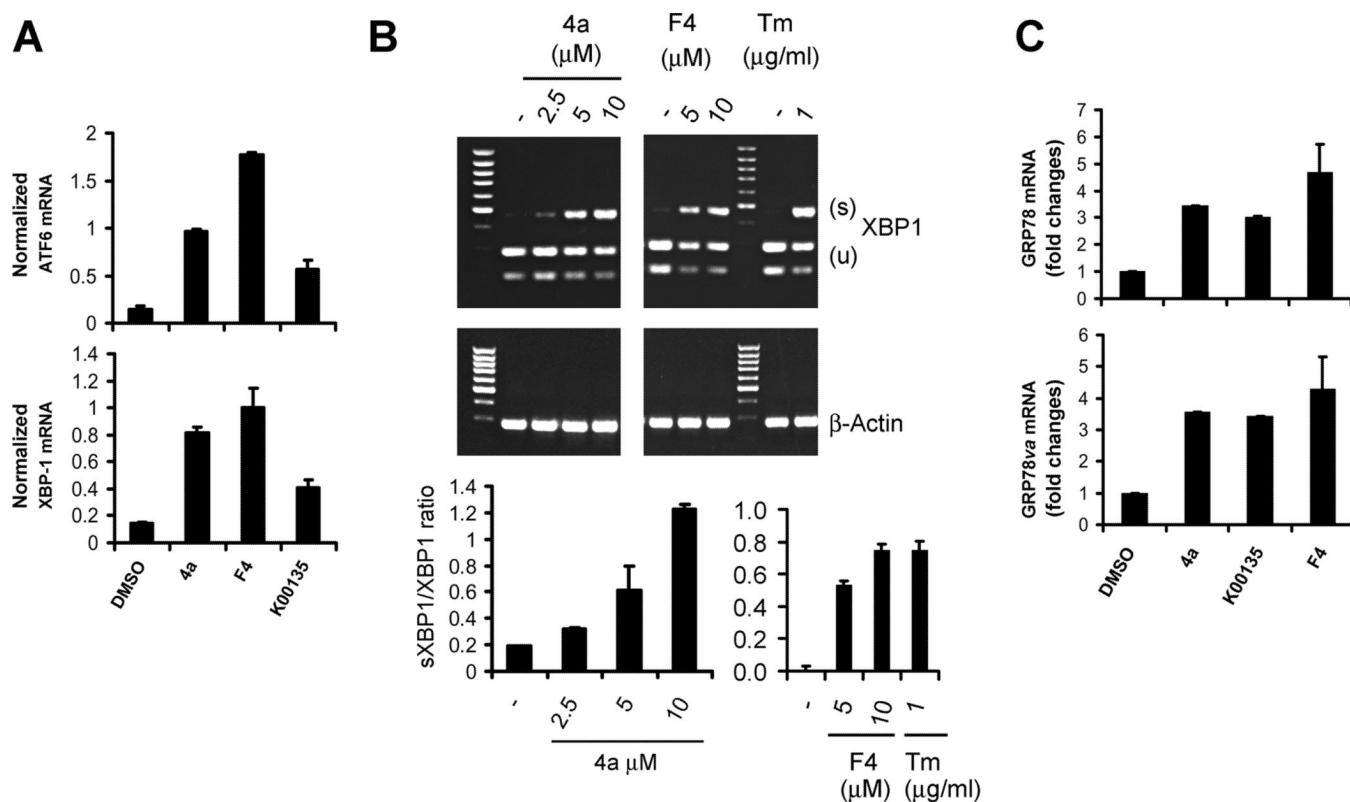 A
Normalized
ATF6 mRNA
2
1.5
1
0.5
0
Normalized
XBP-1 mRNA
1.4
1.2
1
0.8
0.6
0.4
0.2
0
DMSO
4a
F4
K00135
B
4a
(μM)
F4
(μM)
Tm
(μg/ml)
- 2.5 5 10
- 5 10
- 1
(s)
XBP1
(u)
β-Actin
sXBP1/XBP1 ratio
1.4
1.2
1
0.8
0.6
0.4
0.2
0
-
2.5
5
10
4a μM
1.0
0.8
0.6
0.4
0.2
0.0
-
5
10
1
F4
(μM)
Tm
(μg/ml)
C
GRP78 mRNA
(fold changes)
7
6
5
4
3
2
1
0
GRP78va mRNA
(fold changes)
6
5
4
3
2
1
0
DMSO
4a
K00135
F4